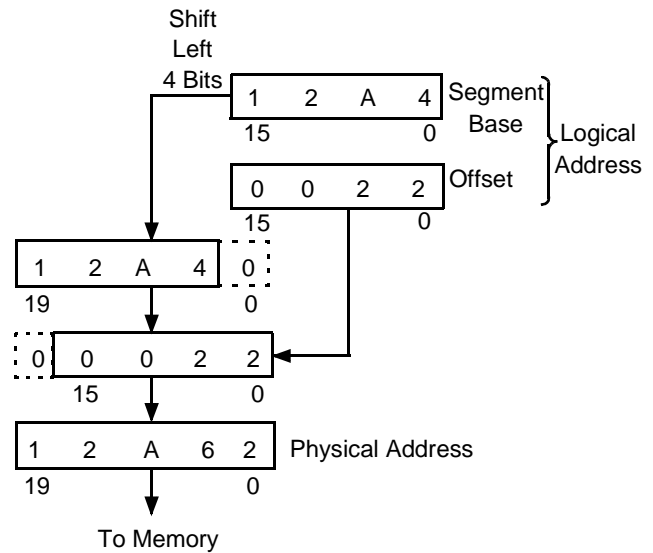 Shift
Left
4 Bits
1 2 A 4
Segment
Base
15 0
Logical
Address
0 0 2 2
Offset
15 0
1 2 A 4 0
19 0
0 0 0 2 2
15 0
1 2 A 6 2
Physical Address
19 0
To Memory